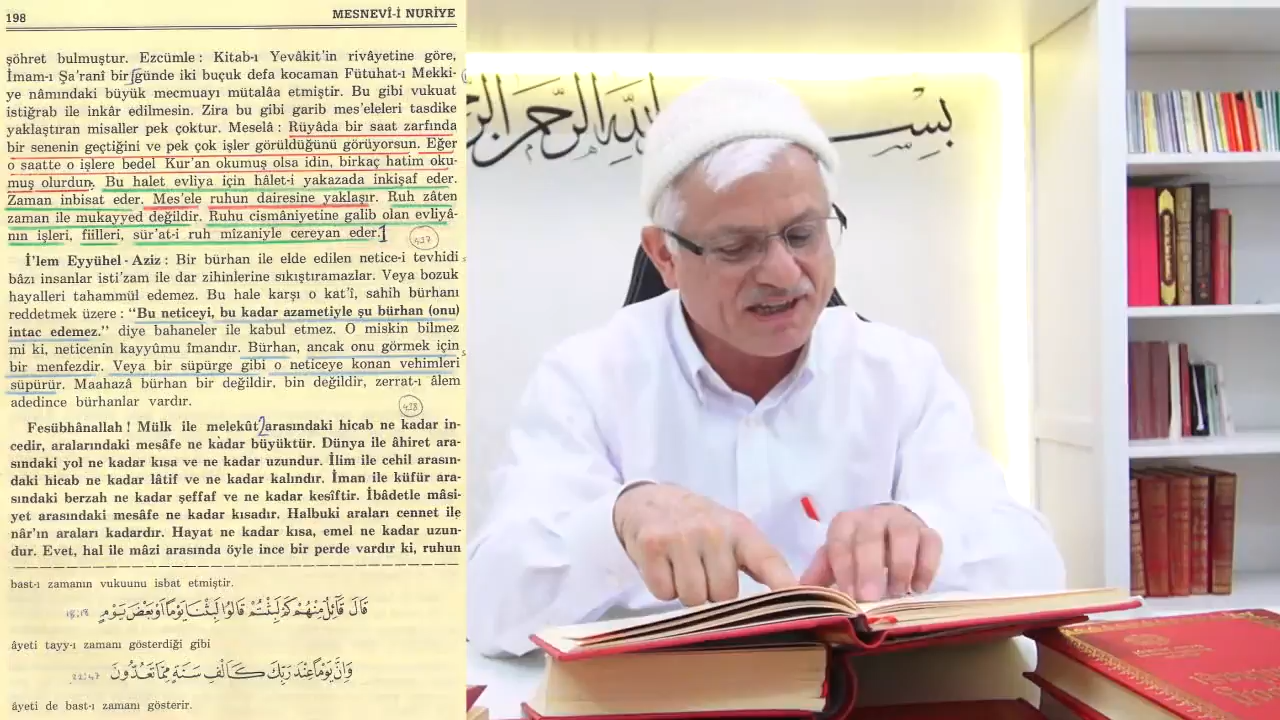 198
MESNEVÎ-İ NURİYE
şöhret bulmuştur. Ezcümle : Kitab-ı Yevâkit'in rivâyetine göre,
İmam-ı Şa'ranî bir günde iki buçuk defa kocaman Fütuhat-ı Mekki-
ye nâmındaki büyük mecmuayı mütalâa etmiştir. Bu gibi vukuat
istiğrab ile inkâr edilmesin. Zira bu gibi garib mes'eleleri tasdike
yaklaştıran misaller pek çoktur. Meselâ : Rüyâda bir saat zarfında
bir senenin geçtiğini ve pek çok işler görüldüğünü görüyorsun. Eğer
o saatte o işlere bedel Kur'an okumuş olsa idin, birkaç hatim oku-
muş olurdun. Bu halet evliya için hâlet-i yakazada inkişaf eder.
Zaman inbisat eder. Mes'ele ruhun dairesine yaklaşır. Ruh zâten
zaman ile mukayyed değildir. Ruhu cismâniyetine galib olan evliyâ-
nın işleri, fiilleri, sür'at-i ruh mîzaniyle cereyan eder.1
437
İ'lem Eyyühel - Aziz : Bir bürhan ile elde edilen netice-i tevhidi
bâzı insanlar isti'zam ile dar zihinlerine sıkıştıramazlar. Veya bozuk
hayalleri tahammül edemez. Bu hale karşı o kat'î, sahih bürhanı
reddetmek üzere : "Bu neticeyi, bu kadar azametiyle şu bürhan (onu)
intac edemez." diye bahaneler ile kabul etmez. O miskin bilmez
mi ki, neticenin kayyûmu îmandır. Bürhan, ancak onu görmek için
bir menfezdir. Veya bir süpürge gibi o neticeye konan vehimleri
süpürür. Maahazâ bürhan bir değildir, bin değildir, zerrat-ı âlem
adedince bürhanlar vardır.
438
Fesübhânallah ! Mülk ile melekût 2 arasındaki hicab ne kadar in-
cedir, aralarındaki mesâfe ne kadar büyüktür. Dünya ile âhiret ara-
sındaki yol ne kadar kısa ve ne kadar uzundur. İlim ile cehil arasın-
daki hicab ne kadar lâtif ve ne kadar kalındır. İman ile küfür ara-
sındaki berzah ne kadar şeffaf ve ne kadar kesîftir. İbâdetle mâsi-
yet arasındaki mesâfe ne kadar kısadır. Halbuki araları cennet ile
nâr'ın araları kadardır. Hayat ne kadar kısa, emel ne kadar uzun-
dur. Evet, hal ile mâzi arasında öyle ince bir perde vardır ki, ruhun
bast-ı zamanın vukuunu isbat etmiştir.
قَالَ قَٓائِلٌ مِنْهُمْ كَمْ لَبِثْتُمْ قَالُوا لَبِثْنَا يَوْمًا اَوْ بَعْضَ يَوْمٍ
18:19
âyeti tayy-ı zamanı gösterdiği gibi
وَاِنَّ يَوْمًا عِنْدَ رَبِّكَ كَاَلْفِ سَنَةٍ مِمَّا تَعُدُّونَ
22:47
âyeti de bast-ı zamanı gösterir.